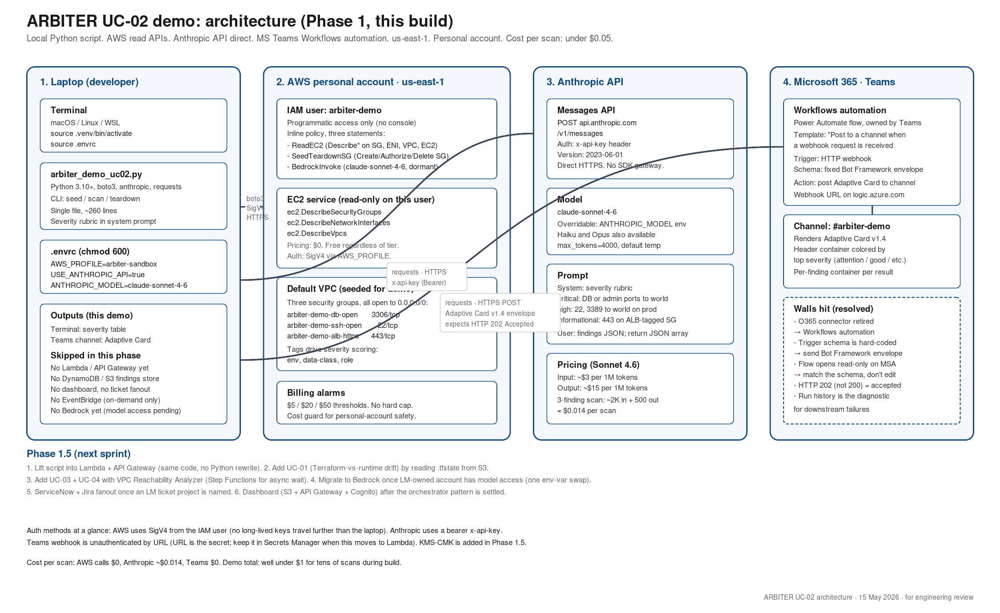 ARBITER UC-02 demo: architecture (Phase 1, this build)
Local Python script. AWS read APIs. Anthropic API direct. MS Teams Workflows automation. us-east-1. Personal account. Cost per scan: under $0.05.
1. Laptop (developer)
Terminal
macOS / Linux / WSL
source .venv/bin/activate
source .envrc
arbiter_demo_uc02.py
Python 3.10+, boto3, anthropic, requests
CLI: seed / scan / teardown
Single file, ~260 lines
Severity rubric in system prompt
.envrc (chmod 600)
AWS_PROFILE=arbiter-sandbox
USE_ANTHROPIC_API=true
ANTHROPIC_MODEL=claude-sonnet-4-6
Outputs (this demo)
Terminal: severity table
Teams channel: Adaptive Card
Skipped in this phase
No Lambda / API Gateway yet
No DynamoDB / S3 findings store
No dashboard, no ticket fanout
No EventBridge (on-demand only)
No Bedrock yet (model access pending)
boto3
SigV4
HTTPS
2. AWS personal account · us-east-1
IAM user: arbiter-demo
Programmatic access only (no console)
Inline policy, three statements:
- ReadEC2 (Describe* on SG, ENI, VPC, EC2)
- SeedTeardownSG (Create/Authorize/Delete SG)
- BedrockInvoke (claude-sonnet-4-6, dormant)
EC2 service (read-only on this user)
ec2.DescribeSecurityGroups
ec2.DescribeNetworkInterfaces
ec2.DescribeVpcs
Pricing: $0. Free regardless of tier.
Auth: SigV4 via AWS_PROFILE.
Default VPC (seeded for demo)
Three security groups, all open to 0.0.0.0/0:
arbiter-demo-db-open 3306/tcp
arbiter-demo-ssh-open 22/tcp
arbiter-demo-alb-https 443/tcp
Tags drive severity scoring:
env, data-class, role
Billing alarms
$5 / $20 / $50 thresholds. No hard cap.
Cost guard for personal-account safety.
requests · HTTPS
x-api-key (Bearer)
requests · HTTPS POST
Adaptive Card v1.4 envelope
expects HTTP 202 Accepted
3. Anthropic API
Messages API
POST api.anthropic.com
/v1/messages
Auth: x-api-key header
Version: 2023-06-01
Direct HTTPS. No SDK gateway.
Model
claude-sonnet-4-6
Overridable: ANTHROPIC_MODEL env
Haiku and Opus also available
max_tokens=4000, default temp
Prompt
System: severity rubric
critical: DB or admin ports to world
high: 22, 3389 to world on prod
informational: 443 on ALB-tagged SG
User: findings JSON; return JSON array
Pricing (Sonnet 4.6)
Input: ~$3 per 1M tokens
Output: ~$15 per 1M tokens
3-finding scan: ~2K in + 500 out
≈ $0.014 per scan
4. Microsoft 365 · Teams
Workflows automation
Power Automate flow, owned by Teams
Template: "Post to a channel when
a webhook request is received
Trigger: HTTP webhook
Schema: fixed Bot Framework envelope
Action: post Adaptive Card to channel
Webhook URL on logic.azure.com
Channel: #arbiter-demo
Renders Adaptive Card v1.4
Header container colored by
top severity (attention / good / etc.)
Per-finding container per result
Walls hit (resolved)
- O365 connector retired
→ Workflows automation
- Trigger schema is hard-coded
→ send Bot Framework envelope
- Flow opens read-only on MSA
→ match the schema, don't edit
- HTTP 202 (not 200) = accepted
- Run history is the diagnostic
for downstream failures
Phase 1.5 (next sprint)
1. Lift script into Lambda + API Gateway (same code, no Python rewrite). 2. Add UC-01 (Terraform-vs-runtime drift) by reading .tfstate from S3.
3. Add UC-03 + UC-04 with VPC Reachability Analyzer (Step Functions for async wait). 4. Migrate to Bedrock once LM-owned account has model access (one env-var swap).
5. ServiceNow + Jira fanout once an LM ticket project is named. 6. Dashboard (S3 + API Gateway + Cognito) after the orchestrator pattern is settled.
Auth methods at a glance: AWS uses SigV4 from the IAM user (no long-lived keys travel further than the laptop). Anthropic uses a bearer x-api-key.
Teams webhook is unauthenticated by URL (URL is the secret; keep it in Secrets Manager when this moves to Lambda). KMS-CMK is added in Phase 1.5.
Cost per scan: AWS calls $0, Anthropic ~$0.014, Teams $0. Demo total: well under $1 for tens of scans during build.
ARBITER UC-02 architecture · 15 May 2026 · for engineering review